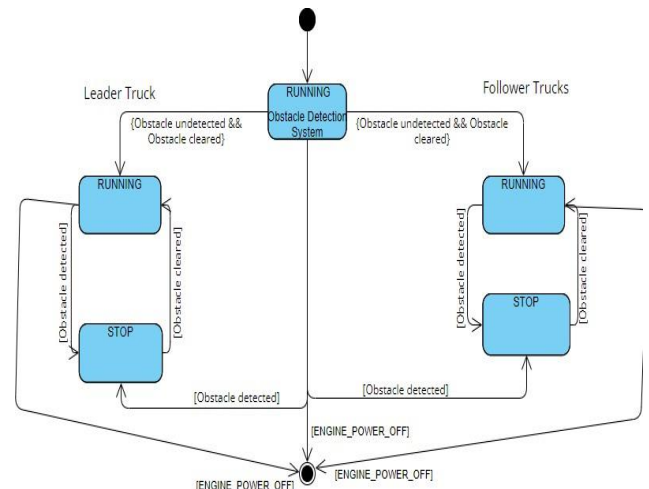 Leader Truck
RUNNING
Obstacle Detection
System
Follower Trucks
{Obstacle undetected &&
Obstacle cleared}
{Obstacle undetected && Obstacle
cleared}
RUNNING
[Obstacle detected]
[Obstacle cleared]
STOP
RUNNING
[Obstacle detected]
[Obstacle cleared]
STOP
[Obstacle detected]
[Obstacle detected]
[ENGINE_POWER_OFF]
[ENGINE_POWER_OFF]
[ENGINE_POWER_OFF]